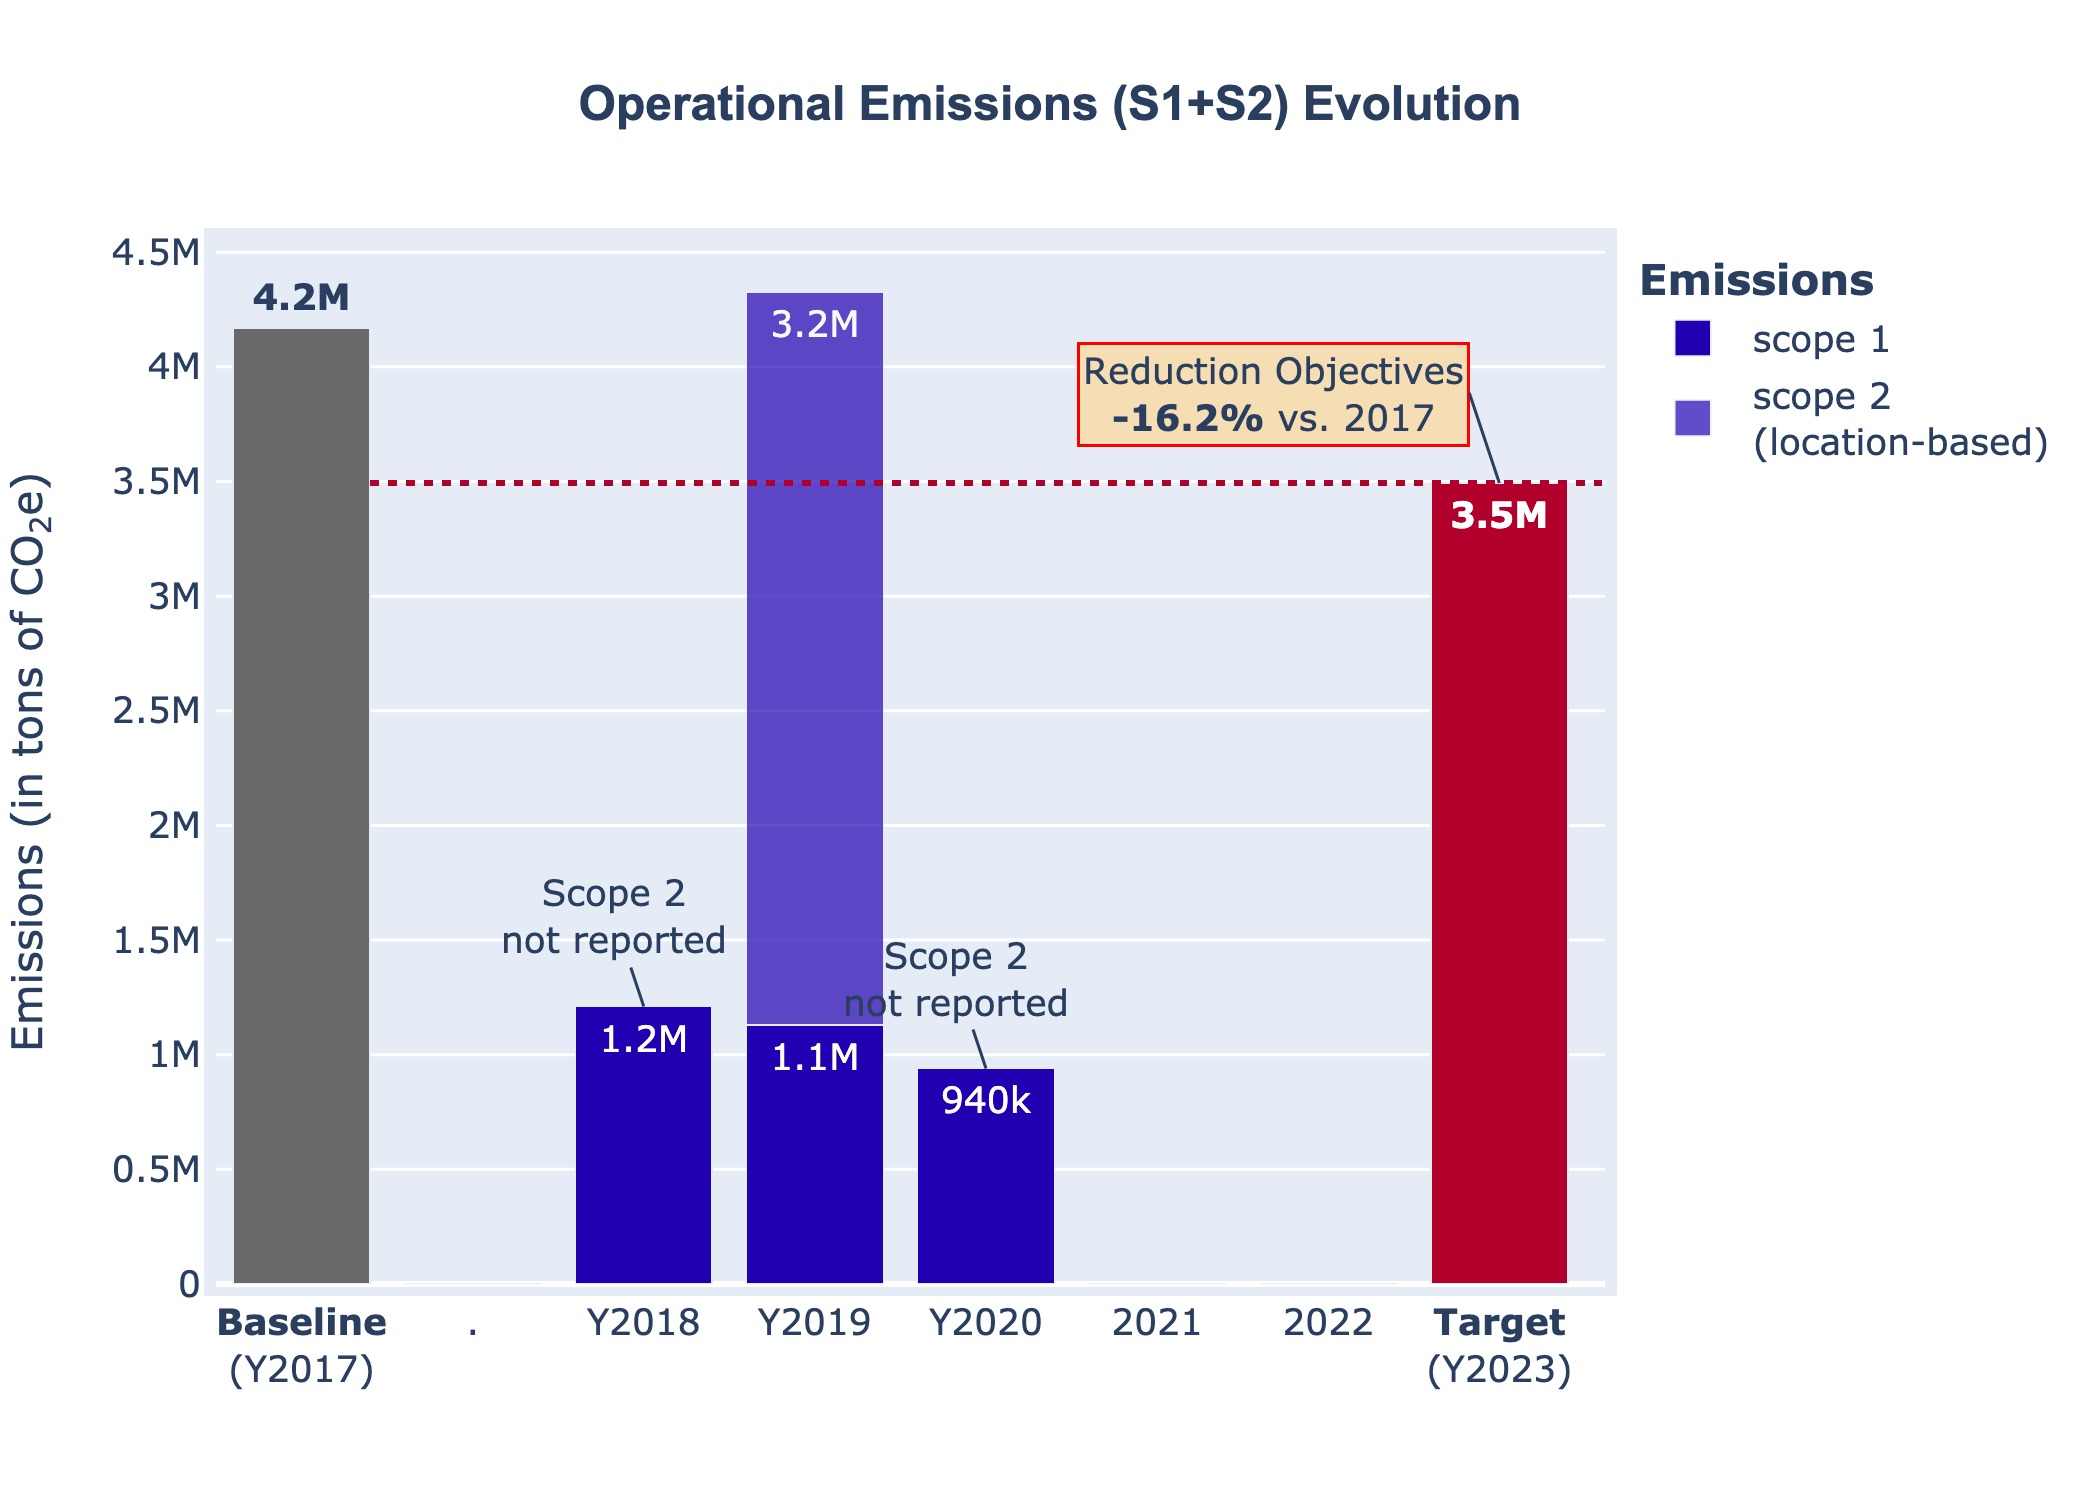 Operational Emissions (S1+S2) Evolution
Emissions (in tons of CO₂e)
4.5M
4M
3.5M
3M
2.5M
2M
1.5M
1M
0.5M
0
4.2M
3.2M
Reduction Objectives
-16.2% vs. 2017
3.5M
Scope 2
not reported
1.2M
1.1M
Scope 2
not reported
940k
Baseline
(Y2017)
.
Y2018
Y2019
Y2020
2021
2022
Target
(Y2023)
Emissions
scope 1
scope 2
(location-based)